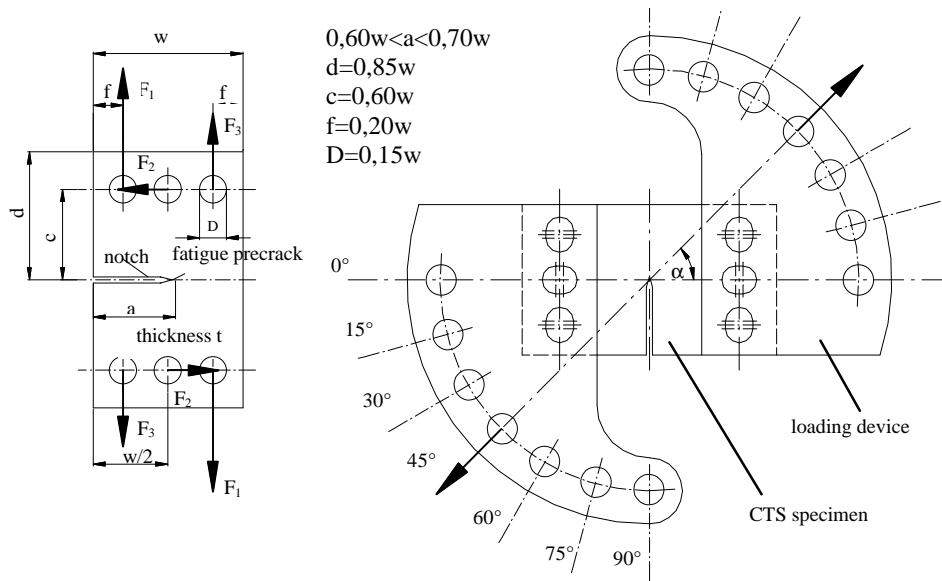 w
f
F1
f
F3
F2
D
d
c
notch
fatigue precrack
a
thickness t
F2
F3
w/2
F1
0,60w<a<0,70w
d=0,85w
c=0,60w
f=0,20w
D=0,15w
α
0°
15°
30°
45°
60°
75°
90°
loading device
CTS specimen